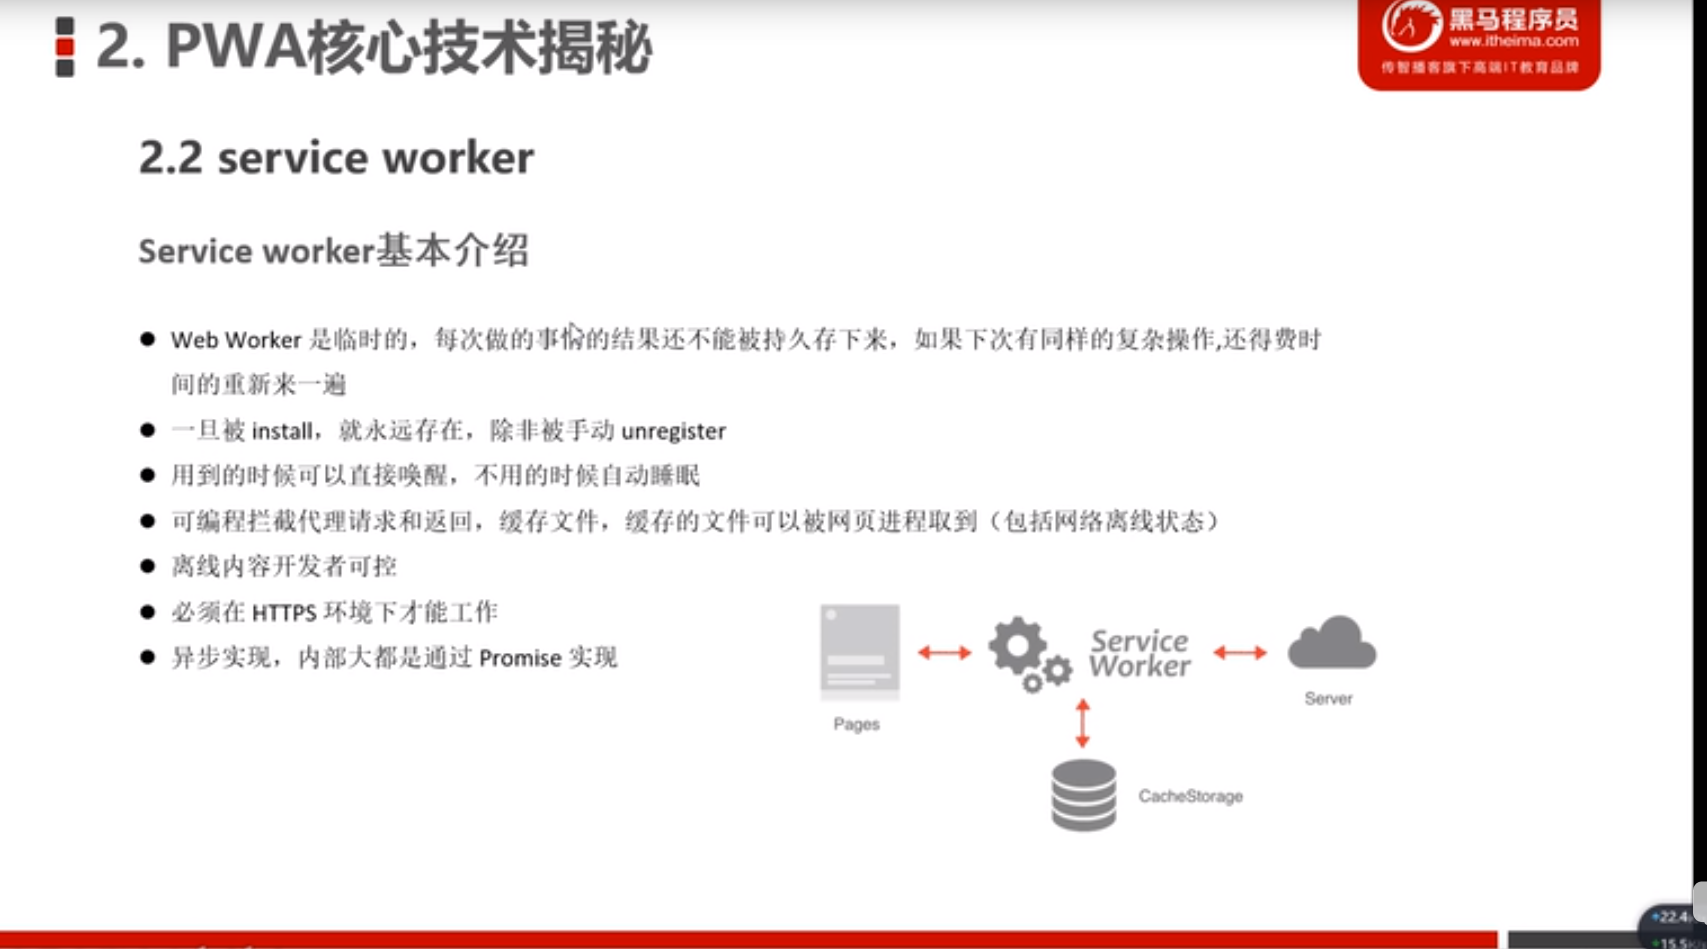 2. PWA核心技术揭秘
黑马程序员
www.itheima.com
传智播客旗下高端IT教育品牌
2.2 service worker
Service worker基本介绍
Web Worker 是临时的，每次做的事情的结果还不能被持久存下来，如果下次有同样的复杂操作,还得费时
间的重新来一遍
一旦被 install，就永远存在，除非被手动 unregister
用到的时候可以直接唤醒，不用的时候自动睡眠
可编程拦截代理请求和返回，缓存文件，缓存的文件可以被网页进程取到（包括网络离线状态）
离线内容开发者可控
必须在 HTTPS 环境下才能工作
异步实现，内部大都是通过 Promise 实现
Pages
Service
Worker
Server
CacheStorage
22.4
15.5